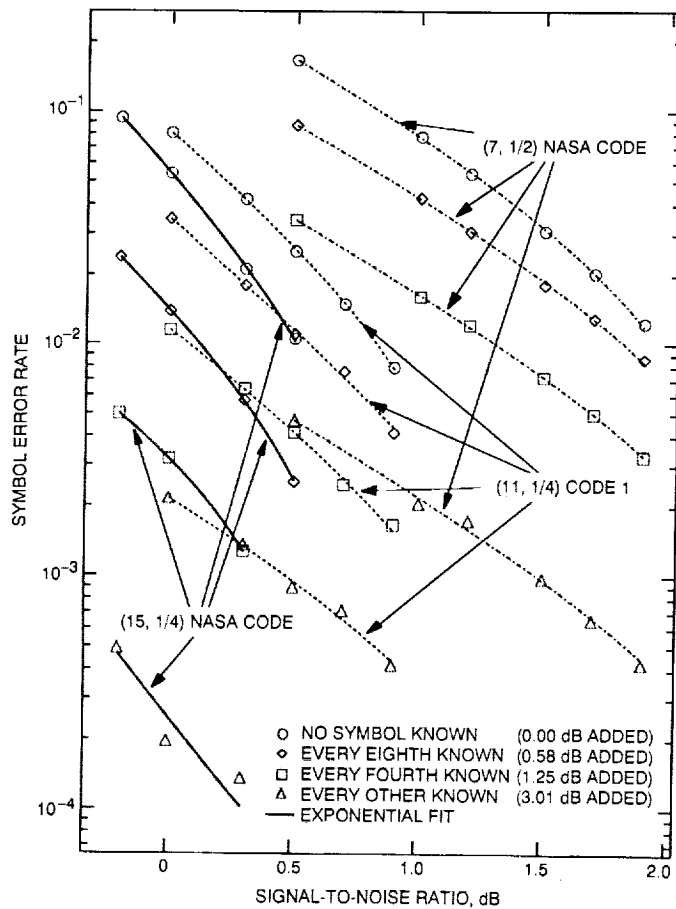 10⁻¹
10⁻²
10⁻³
10⁻⁴
SYMBOL ERROR RATE
(7, 1/2) NASA CODE
(11, 1/4) CODE 1
(15, 1/4) NASA CODE
NO SYMBOL KNOWN (0.00 dB ADDED)
EVERY EIGHTH KNOWN (0.58 dB ADDED)
EVERY FOURTH KNOWN (1.25 dB ADDED)
EVERY OTHER KNOWN (3.01 dB ADDED)
EXPONENTIAL FIT
0 0.5 1.0 1.5 2.0
SIGNAL-TO-NOISE RATIO, dB